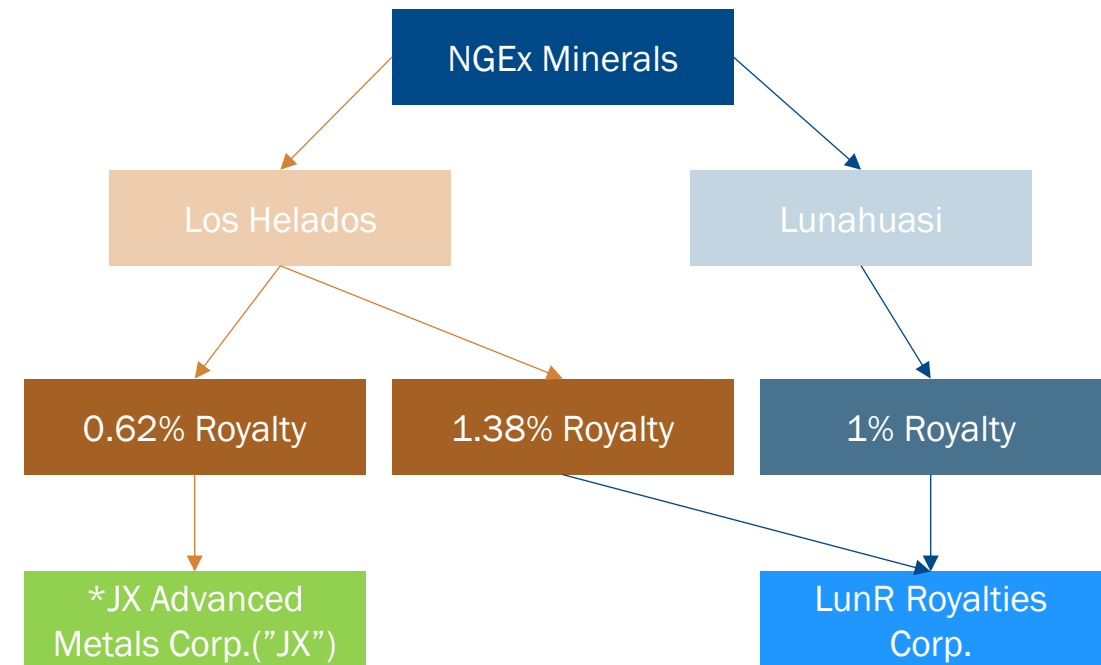 NGEx Minerals
Los Helados
Lunahuasi
0.62% Royalty
1.38% Royalty
1% Royalty
*JX Advanced
Metals Corp.(”JX”)
LunR Royalties
Corp.